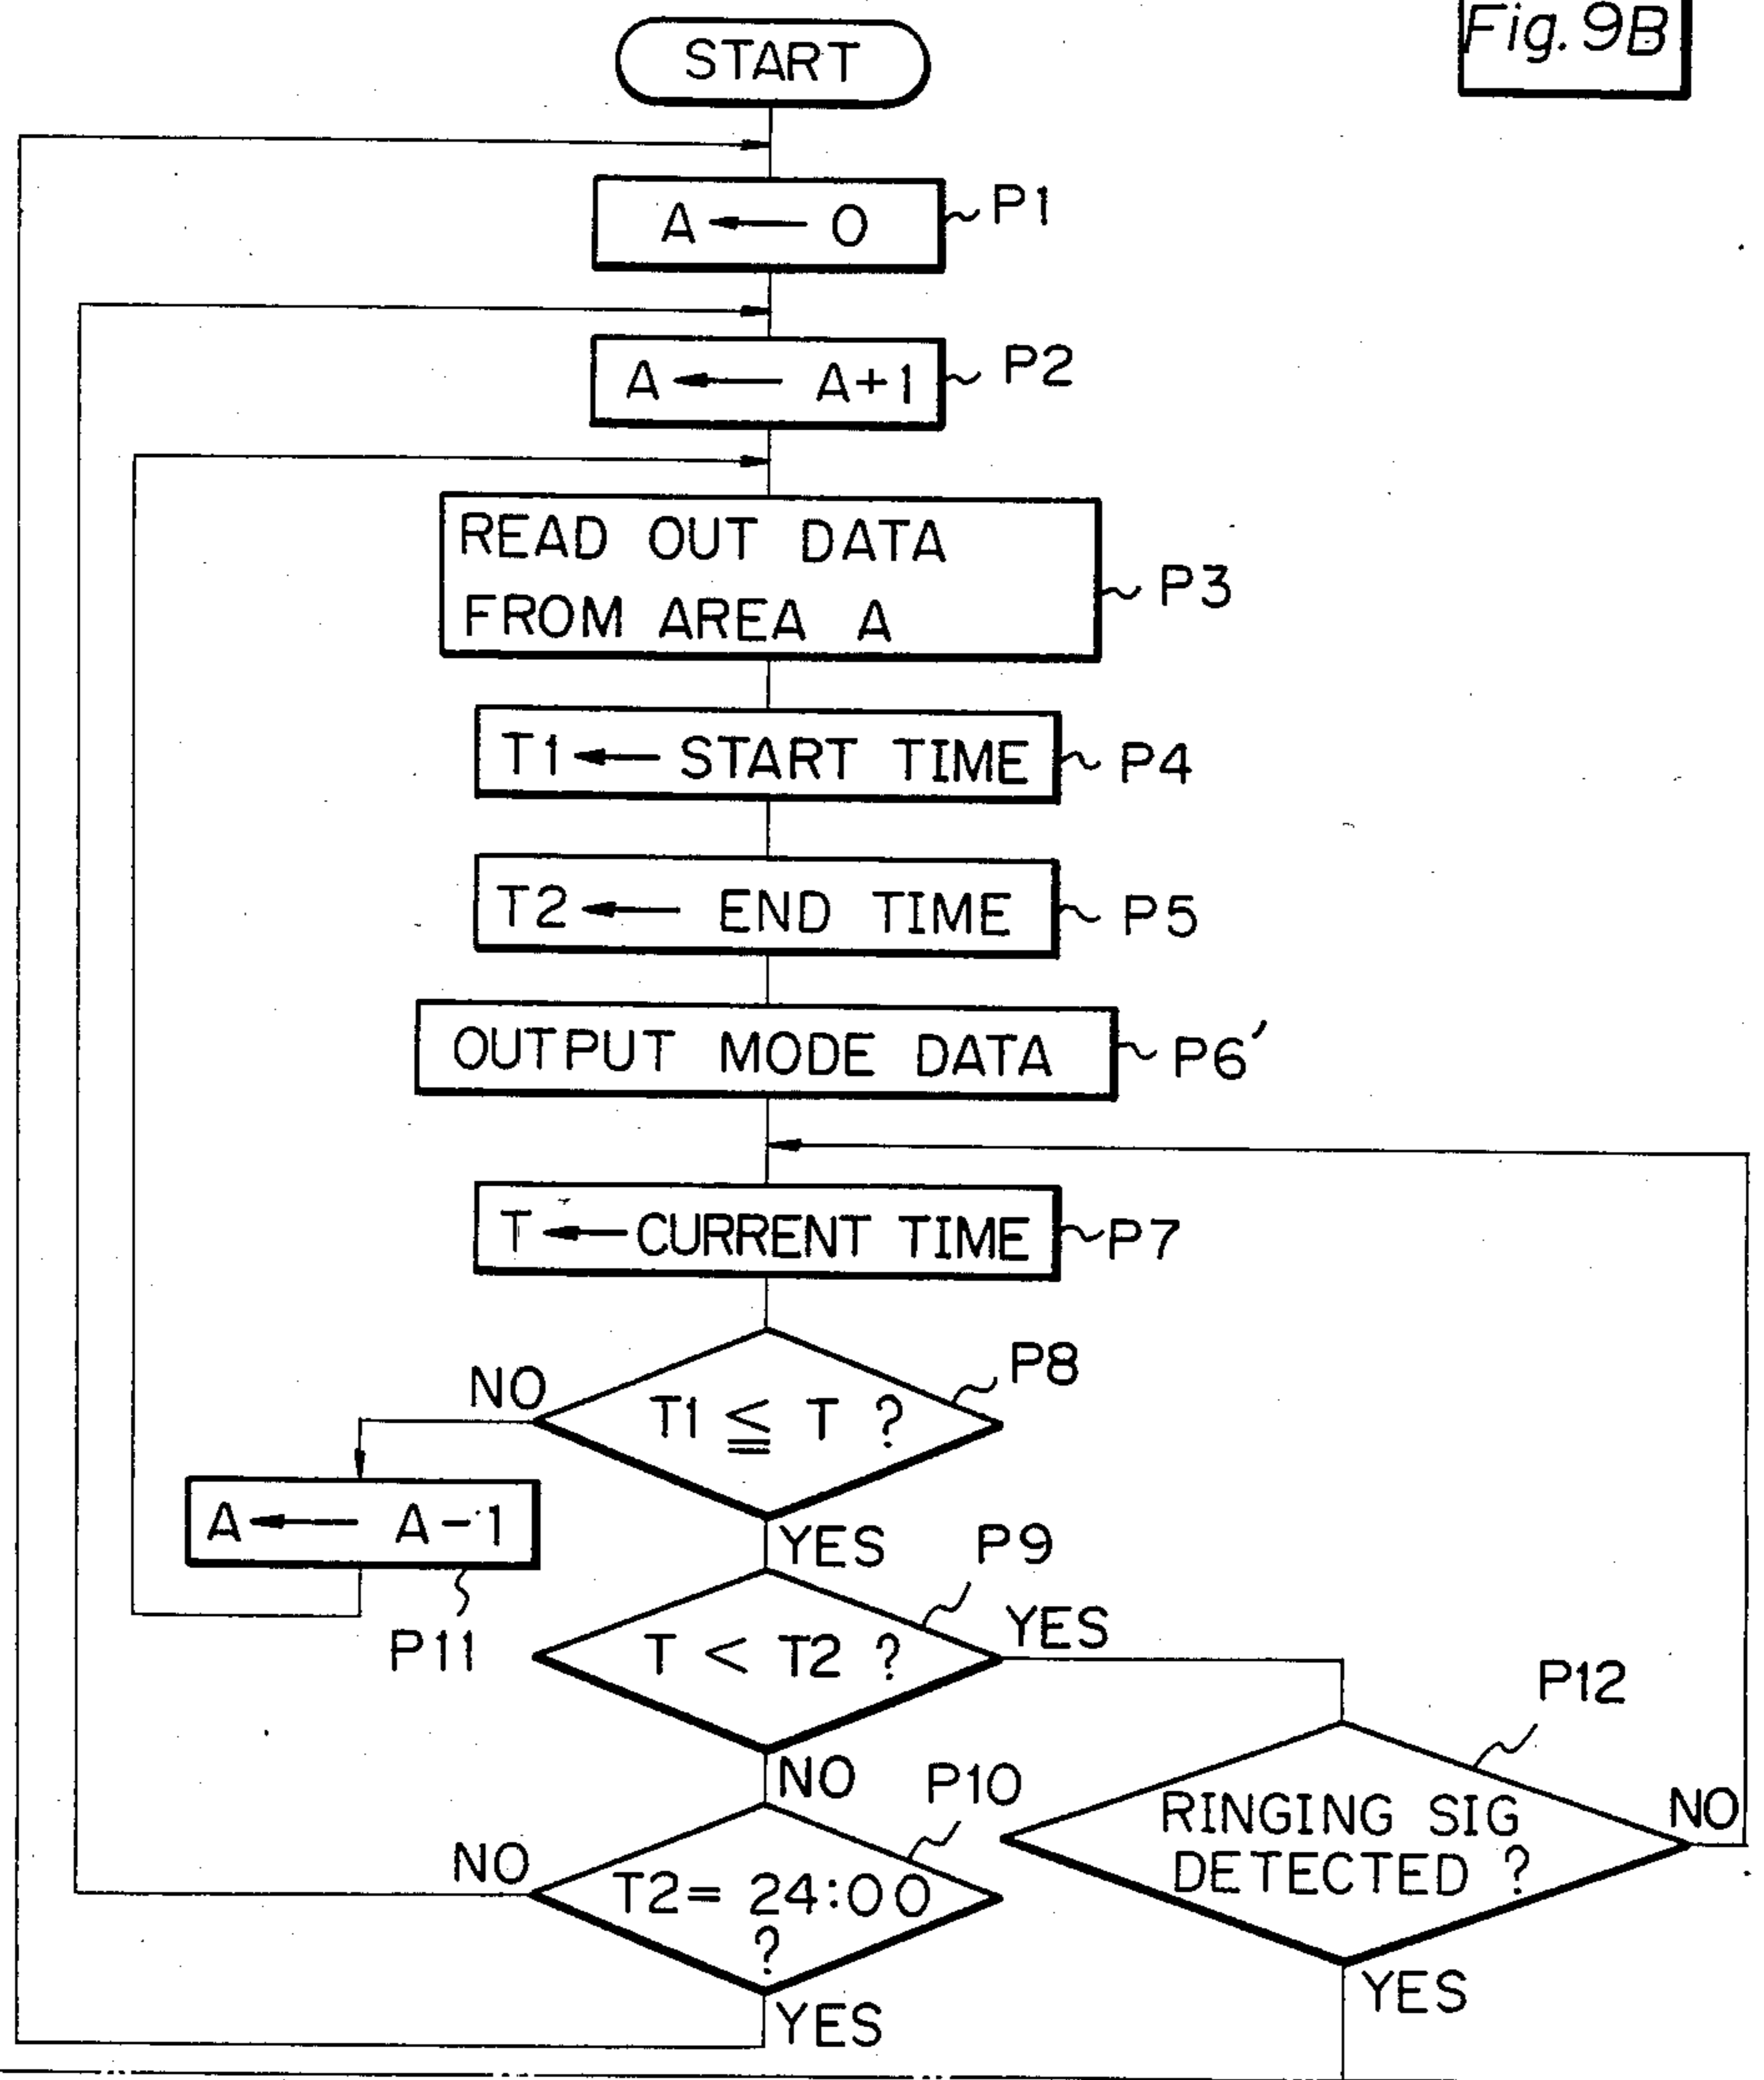 Fig. 9B
START
A ← 0
P1
A ← A+1
P2
READ OUT DATA
FROM AREA A
P3
T1 ← START TIME
P4
T2 ← END TIME
P5
OUTPUT MODE DATA
P6′
T ← CURRENT TIME
P7
T1 ≦ T ?
P8
NO
YES
A ← A-1
P11
T < T2 ?
P9
YES
NO
T2= 24:00
?
P10
NO
YES
RINGING SIG
DETECTED ?
P12
NO
YES